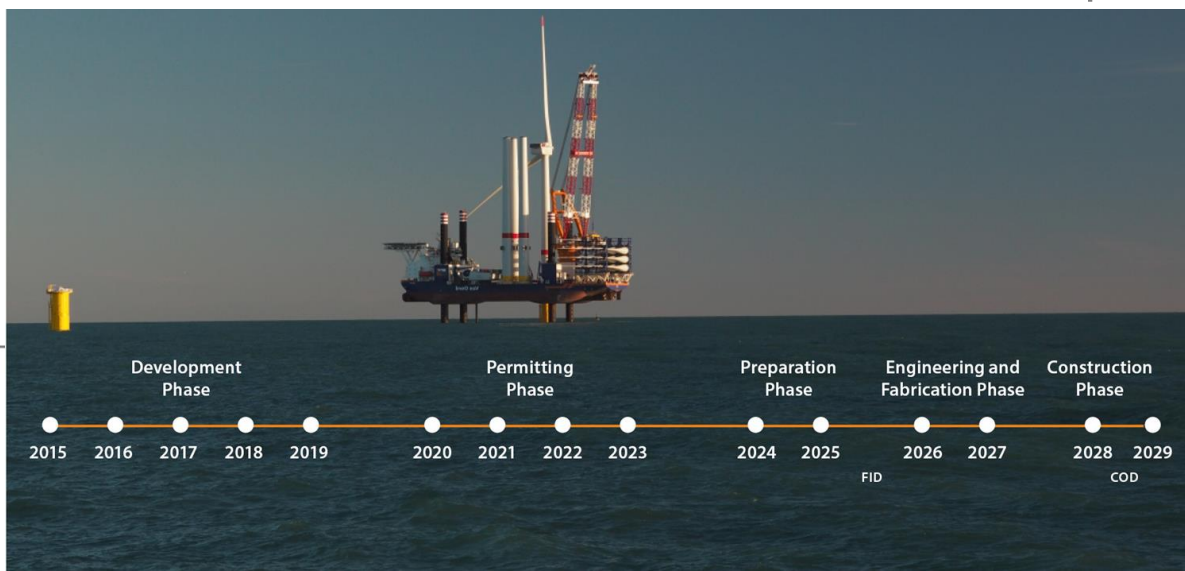 Development
Phase
Permitting
Phase
Preparation
Phase
Engineering and
Fabrication Phase
Construction
Phase
2015 2016 2017 2018 2019 2020 2021 2022 2023 2024 2025 2026 2027 2028 2029
FID COD